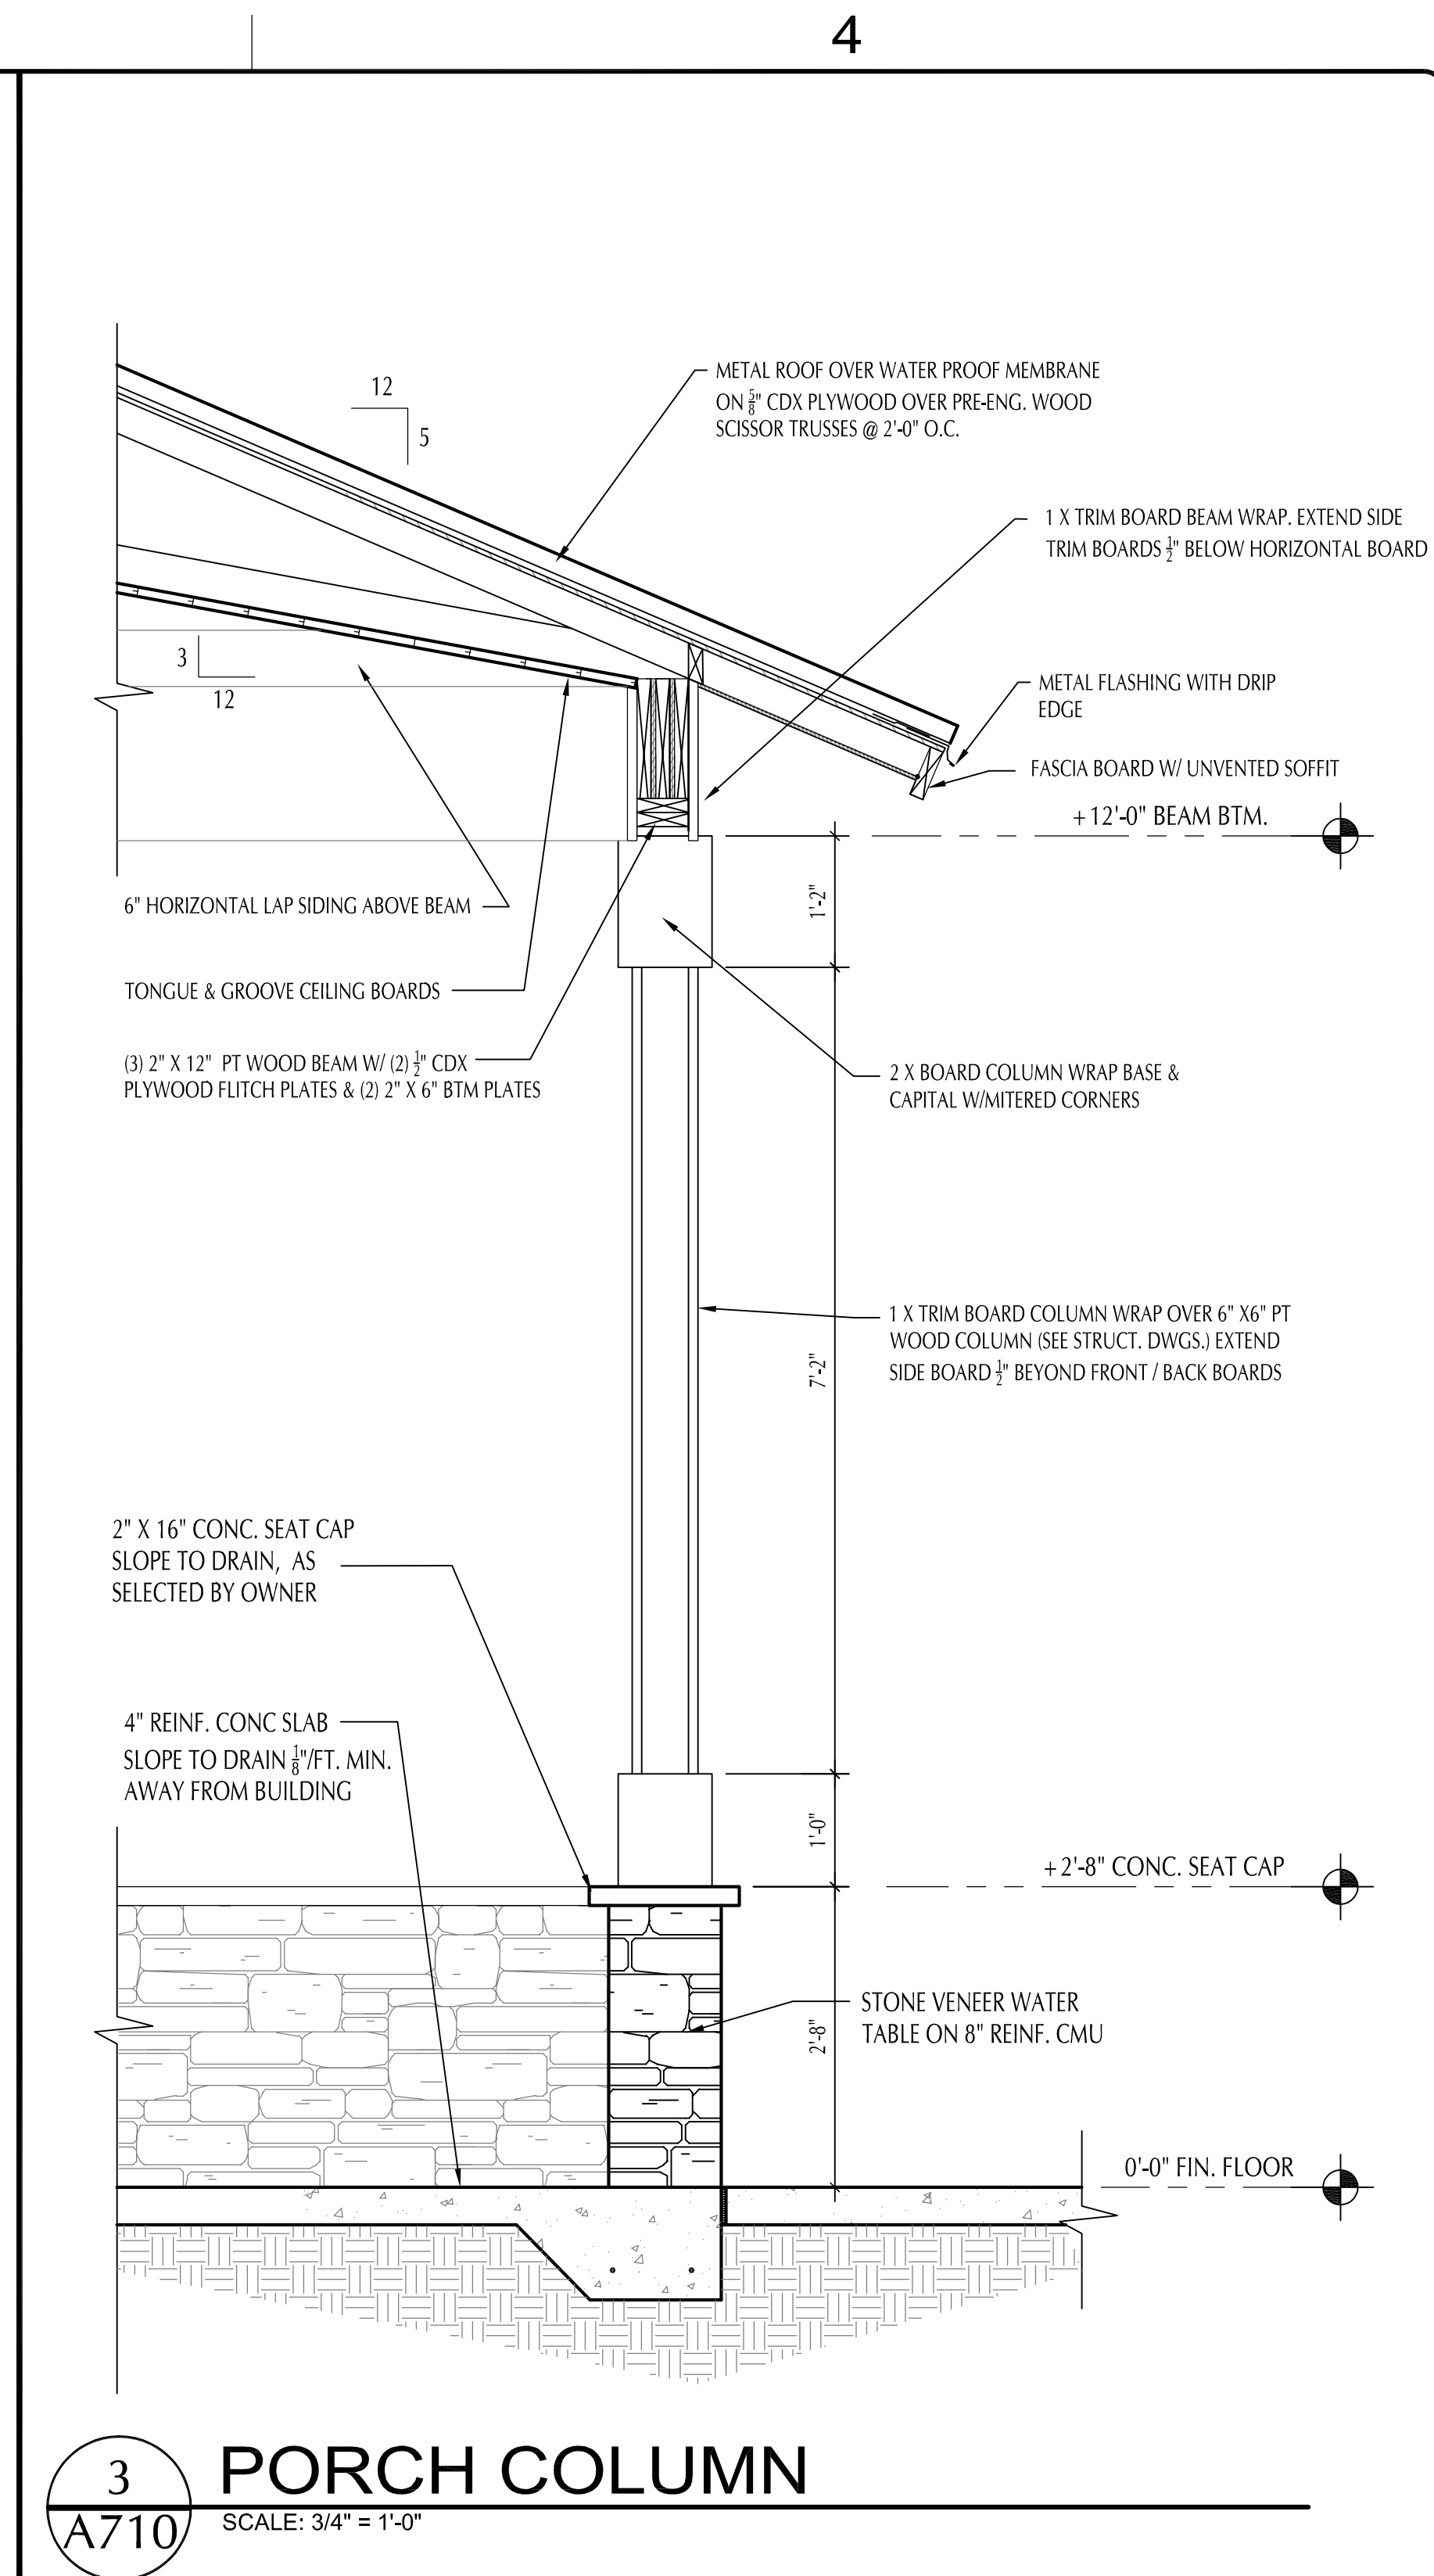 4
12
5
METAL ROOF OVER WATER PROOF MEMBRANE
ON 5/8" CDX PLYWOOD OVER PRE-ENG. WOOD
SCISSOR TRUSSES @ 2'-0" O.C.
1 X TRIM BOARD BEAM WRAP. EXTEND SIDE
TRIM BOARDS 1/2" BELOW HORIZONTAL BOARD
3
12
METAL FLASHING WITH DRIP
EDGE
FASCIA BOARD W/ UNVENTED SOFFIT
+12'-0" BEAM BTM.
1'-2"
6" HORIZONTAL LAP SIDING ABOVE BEAM
TONGUE & GROOVE CEILING BOARDS
(3) 2" X 12" PT WOOD BEAM W/ (2) 1/2" CDX
PLYWOOD FLITCH PLATES & (2) 2" X 6" BTM PLATES
2 X BOARD COLUMN WRAP BASE &
CAPITAL W/MITERED CORNERS
1 X TRIM BOARD COLUMN WRAP OVER 6" X6" PT
WOOD COLUMN (SEE STRUCT. DWGS.) EXTEND
SIDE BOARD 1/2" BEYOND FRONT / BACK BOARDS
7'-2"
2" X 16" CONC. SEAT CAP
SLOPE TO DRAIN, AS
SELECTED BY OWNER
4" REINF. CONC SLAB
SLOPE TO DRAIN 1/8"/FT. MIN.
AWAY FROM BUILDING
1'-0"
+2'-8" CONC. SEAT CAP
STONE VENEER WATER
TABLE ON 8" REINF. CMU
2'-8"
0'-0" FIN. FLOOR
3
A710
PORCH COLUMN
SCALE: 3/4" = 1'-0"